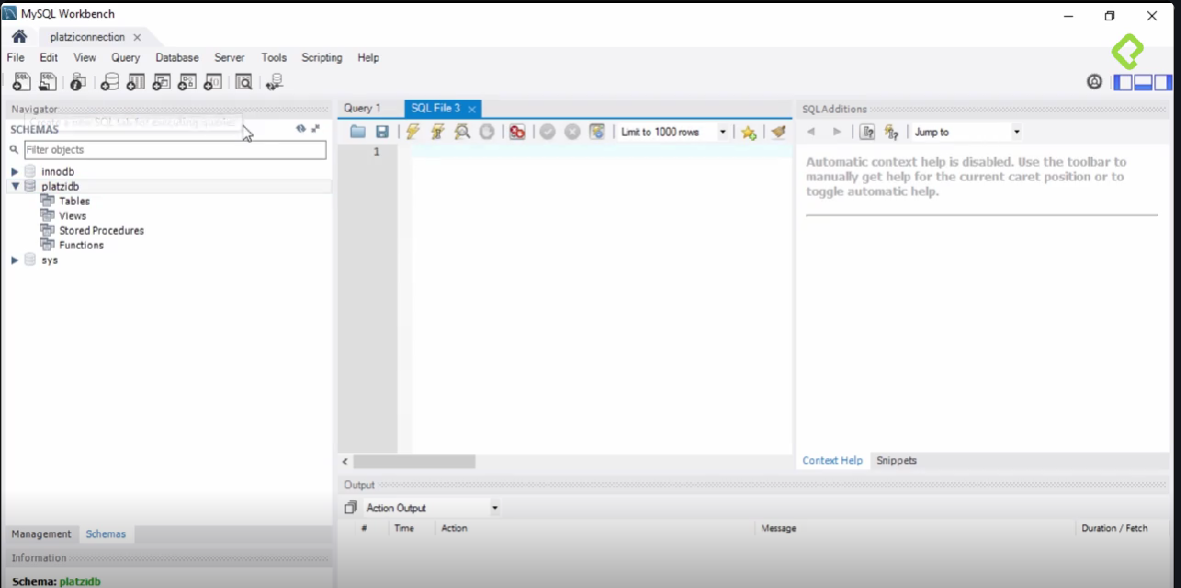 MySQL Workbench
platziconnection
File Edit View Query Database Server Tools Scripting Help
Navigator
Create a new SQL tab for executing queries
SCHEMAS
Filter objects
innodb
platzidb
Tables
Views
Stored Procedures
Functions
sys
Management Schemas
Information
Schema: platzidb
Query 1 SQL File 3
Limit to 1000 rows
1
Output
Action Output
# Time Action Message Duration / Fetch
SQLAdditions
Jump to
Automatic context help is disabled. Use the toolbar to
manually get help for the current caret position or to
toggle automatic help.
Context Help Snippets